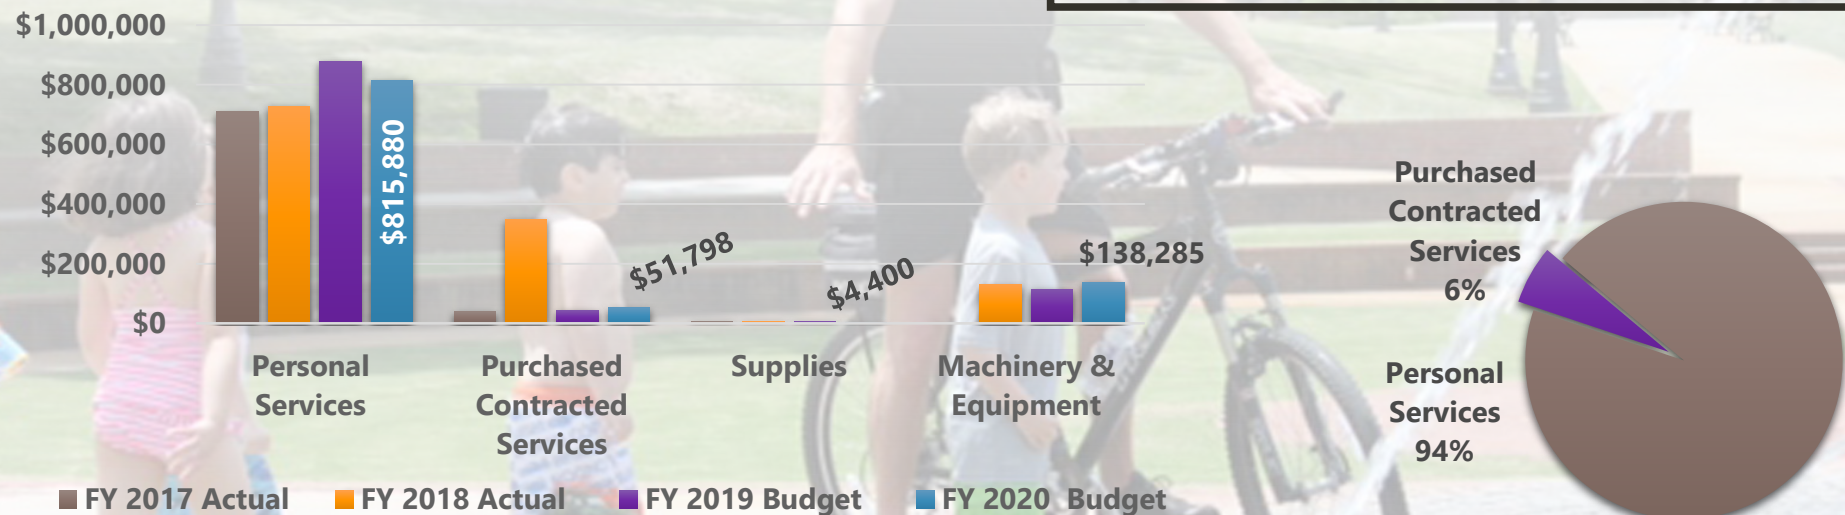 $1,000,000
$800,000
$600,000
$400,000
$200,000
$0
$815,880
$51,798
$4,400
$138,285
Personal
Services
Purchased
Contracted
Services
Supplies
Machinery &
Equipment
FY 2017 Actual
FY 2018 Actual
FY 2019 Budget
FY 2020 Budget
Purchased
Contracted
Services
6%
Personal
Services
94%